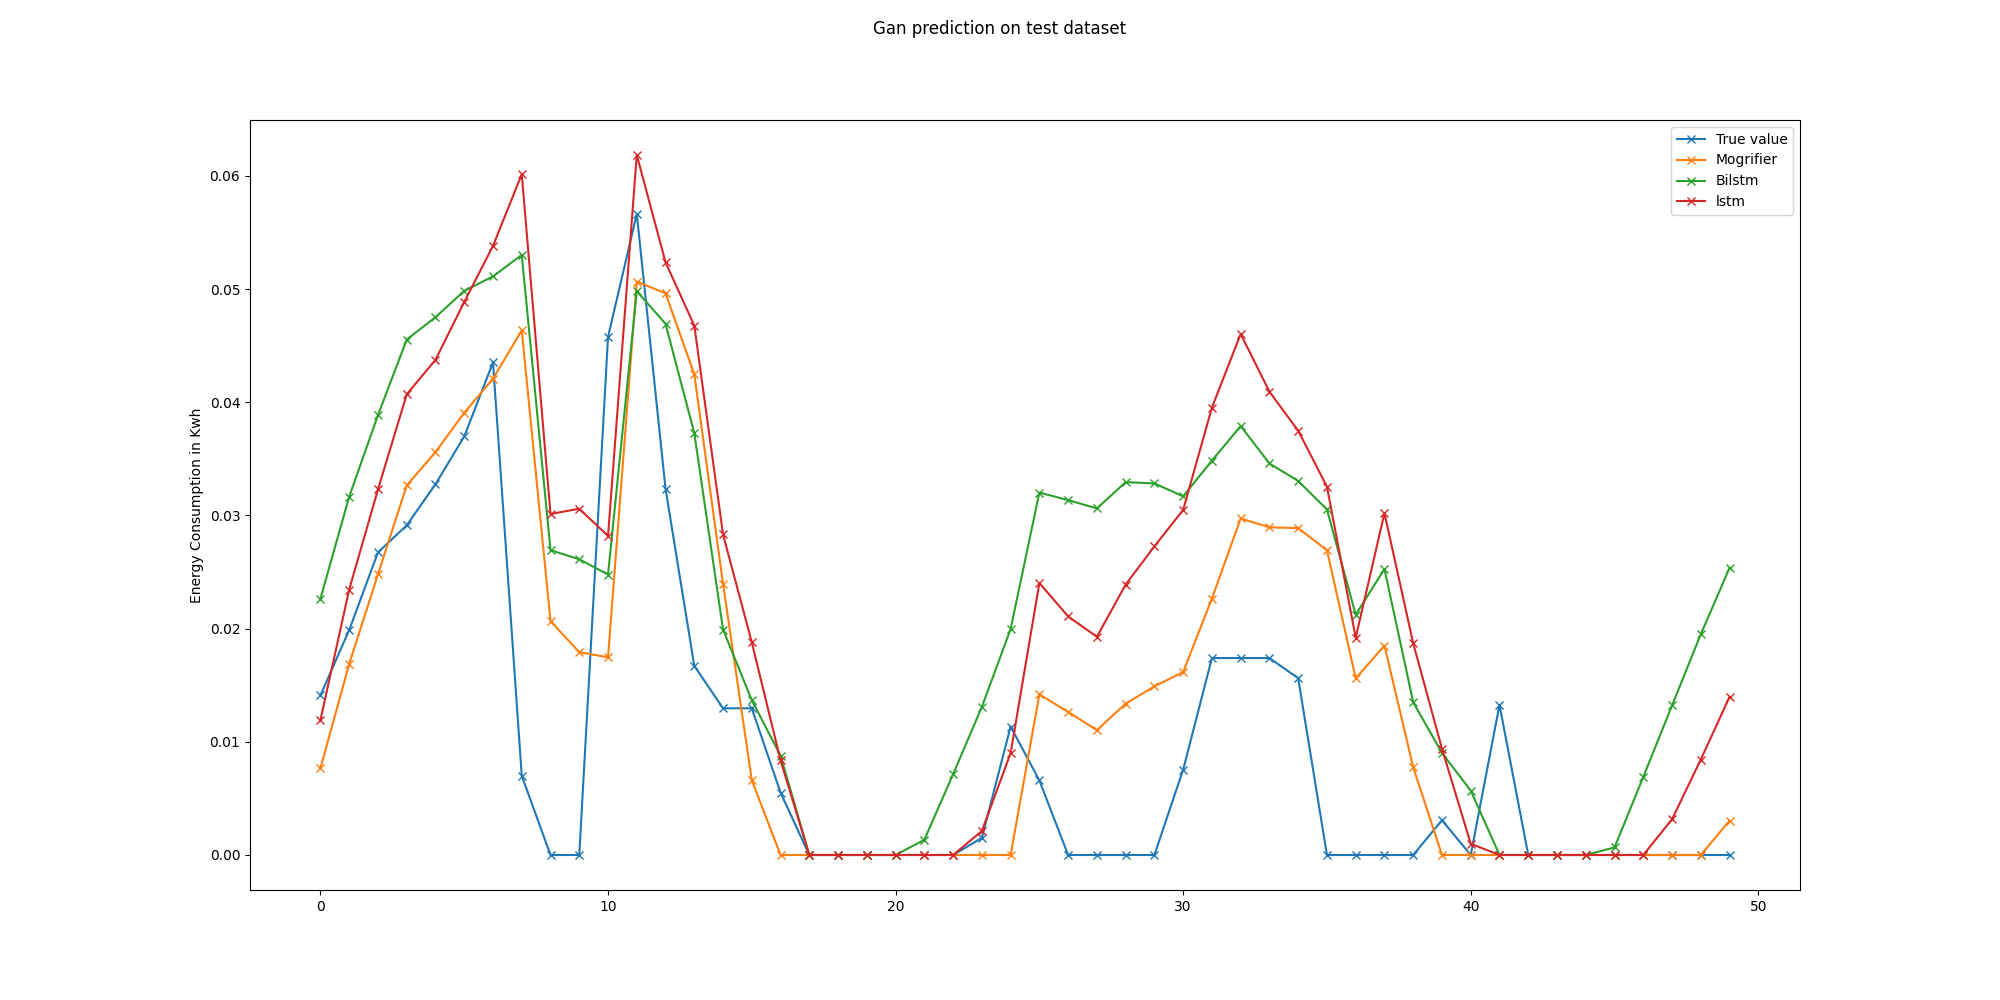 Gan prediction on test dataset
True value
Mogrifier
Bilstm
lstm
Energy Consumption in Kwh
0.06
0.05
0.04
0.03
0.02
0.01
0.00
0 10 20 30 40 50